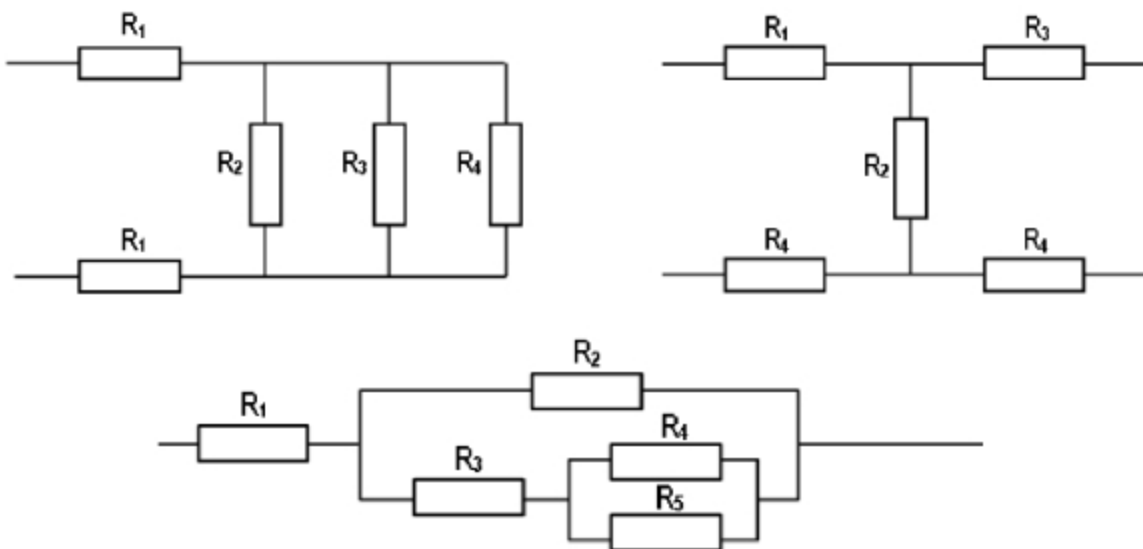 R₁
R₂ R₃ R₄
R₁
R₁ R₃
R₂
R₄ R₄
R₂
R₁
R₄
R₃
R₅